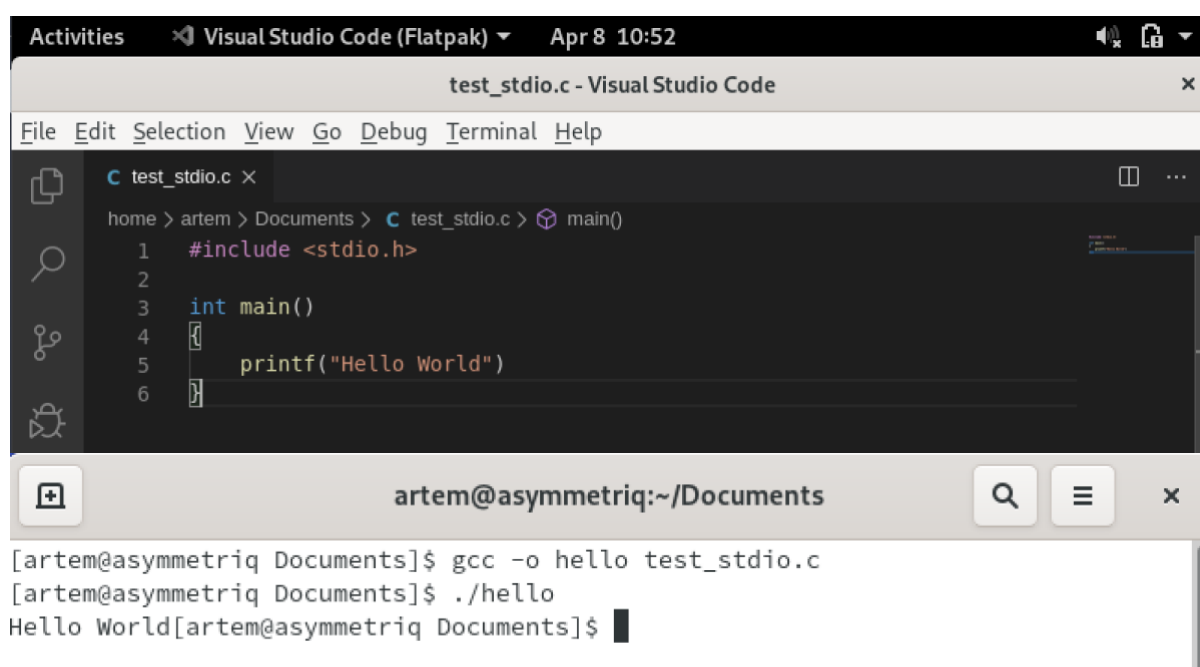 Activities Visual Studio Code (Flatpak) Apr 8 10:52
test_stdio.c - Visual Studio Code
File Edit Selection View Go Debug Terminal Help
C test_stdio.c
home > artem > Documents > C test_stdio.c > main()
1 #include <stdio.h>
2
3 int main()
4 {
5     printf("Hello World")
6 }
artem@asymmetriq:~/Documents
[artem@asymmetriq Documents]$ gcc -o hello test_stdio.c
[artem@asymmetriq Documents]$ ./hello
Hello World[artem@asymmetriq Documents]$